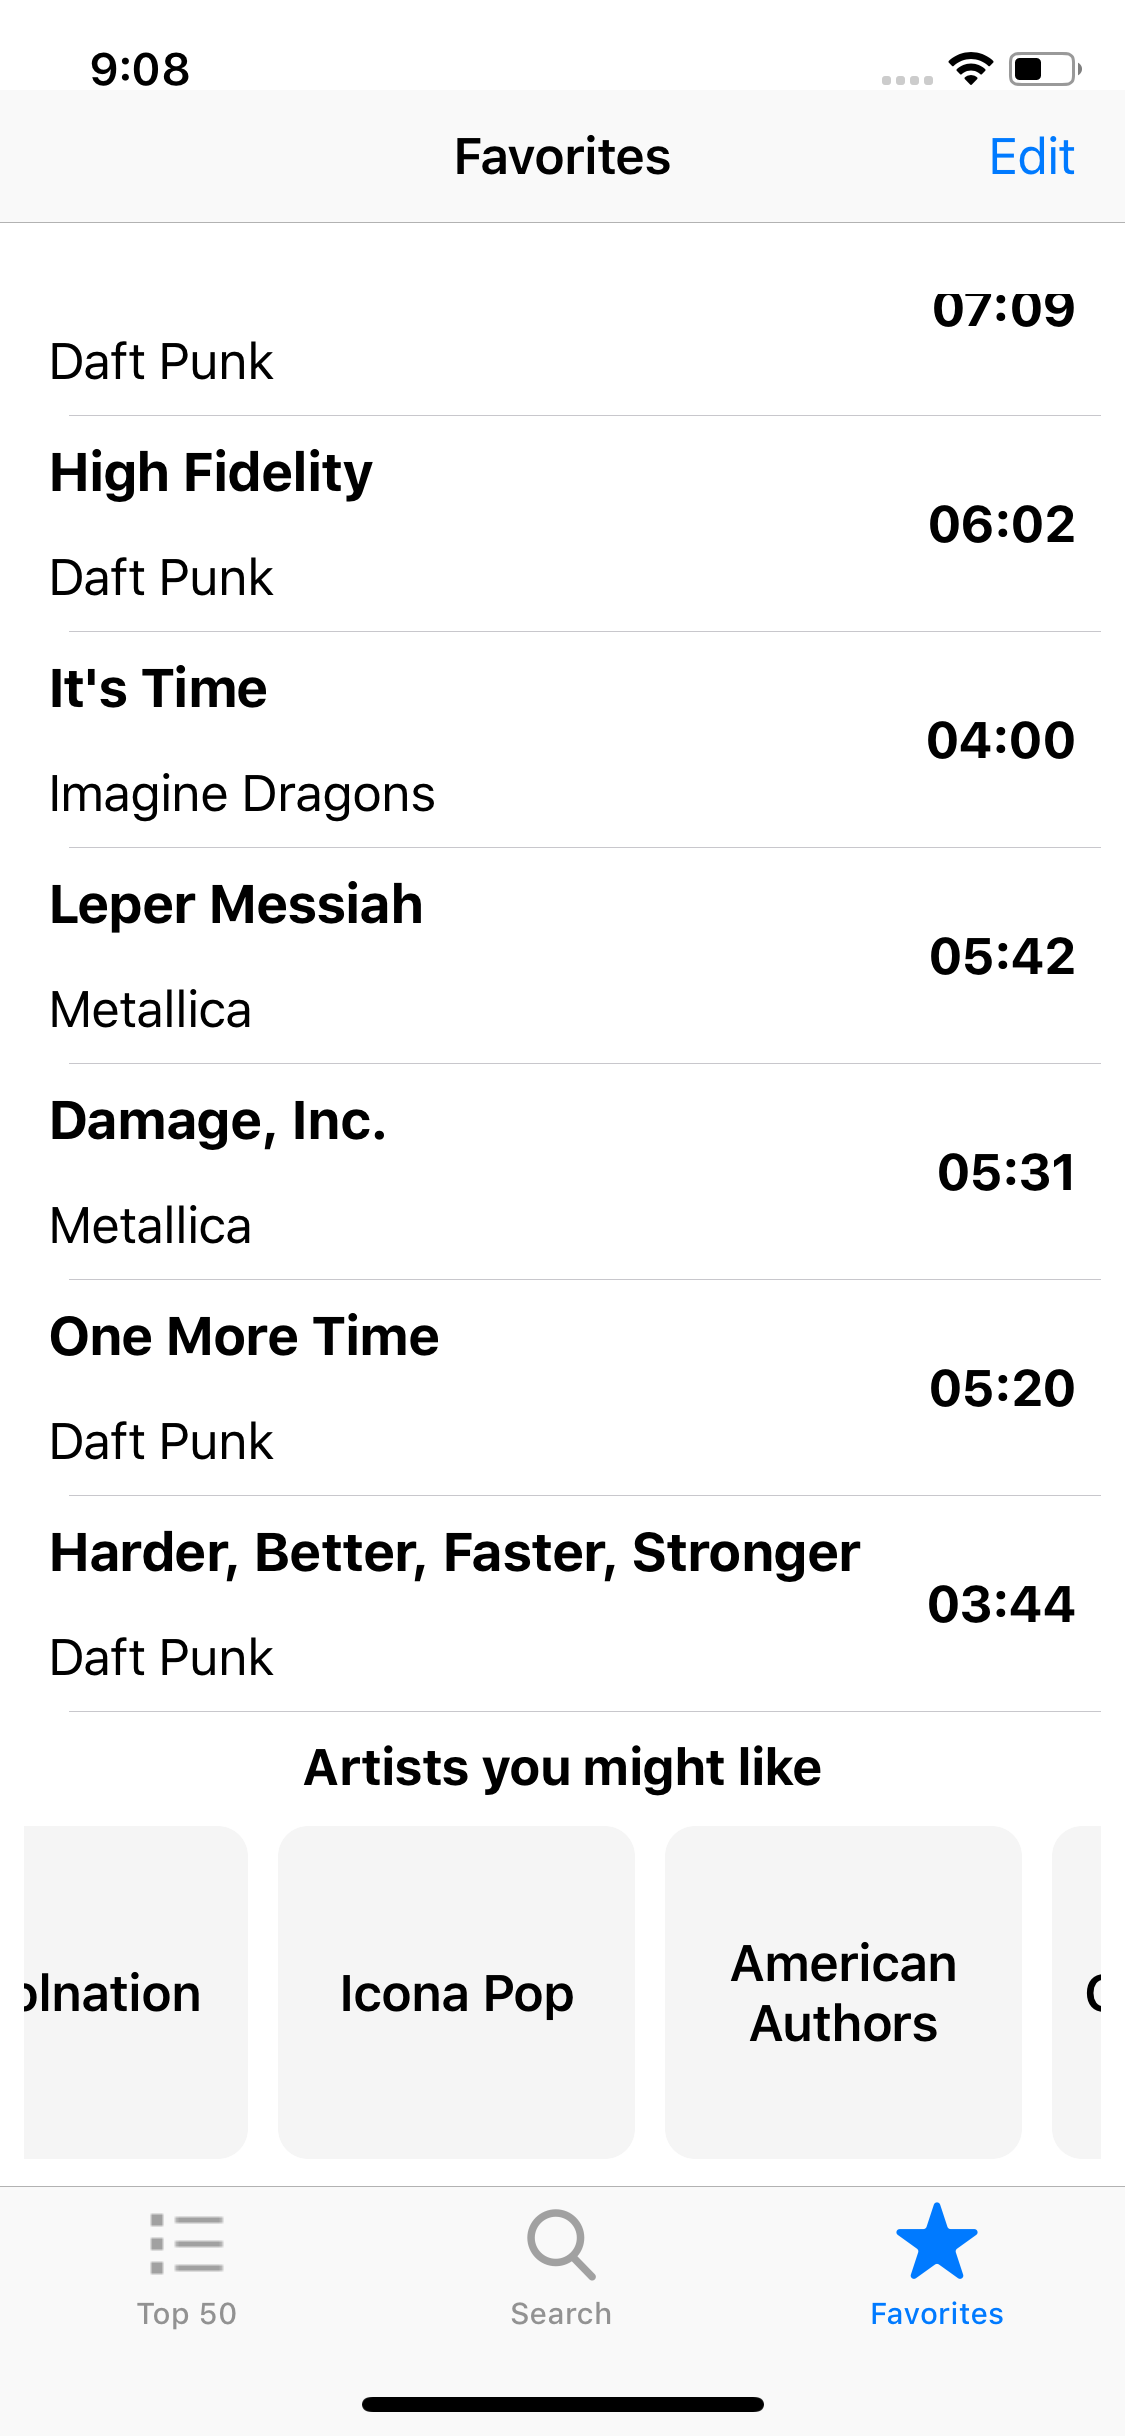 9:08
Favorites
Edit
07:09
Daft Punk
High Fidelity
06:02
Daft Punk
It's Time
04:00
Imagine Dragons
Leper Messiah
05:42
Metallica
Damage, Inc.
05:31
Metallica
One More Time
05:20
Daft Punk
Harder, Better, Faster, Stronger
03:44
Daft Punk
Artists you might like
olnation
Icona Pop
American
Authors
Top 50
Search
Favorites